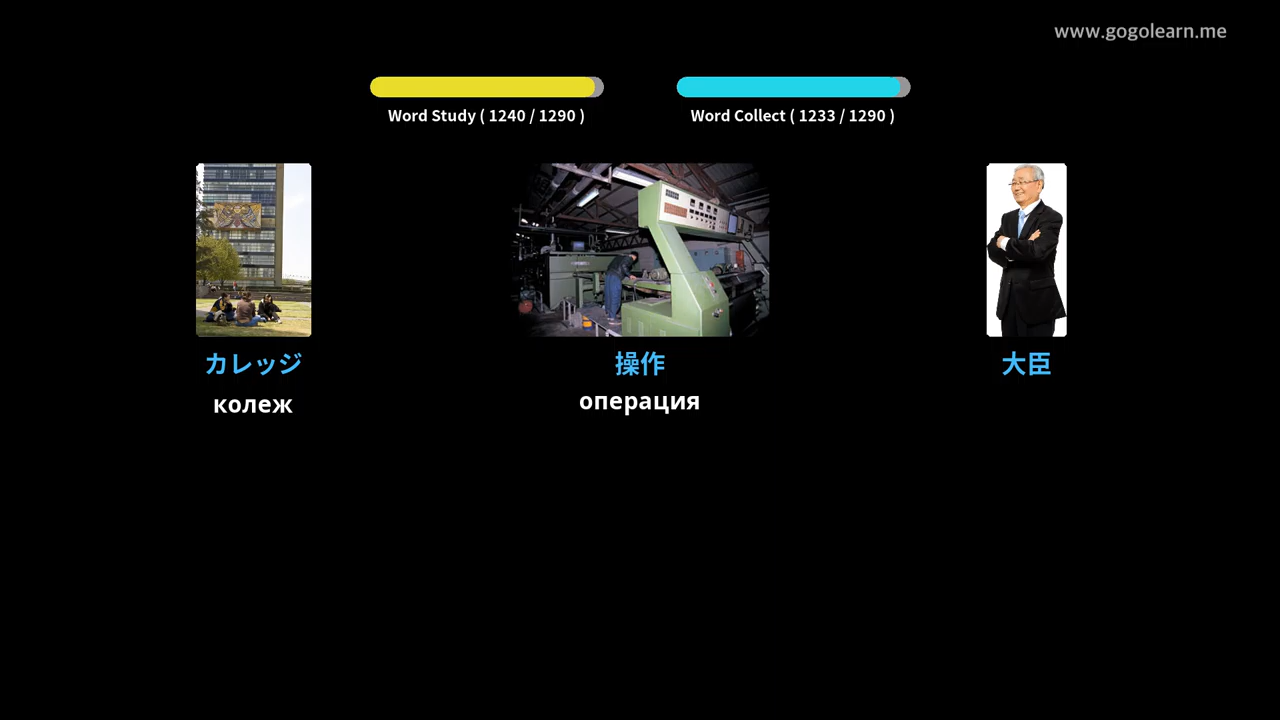 www.gogolearn.me
Word Study ( 1240 / 1290 )
Word Collect ( 1233 / 1290 )
カレッジ
操作
大臣
колеж
операция